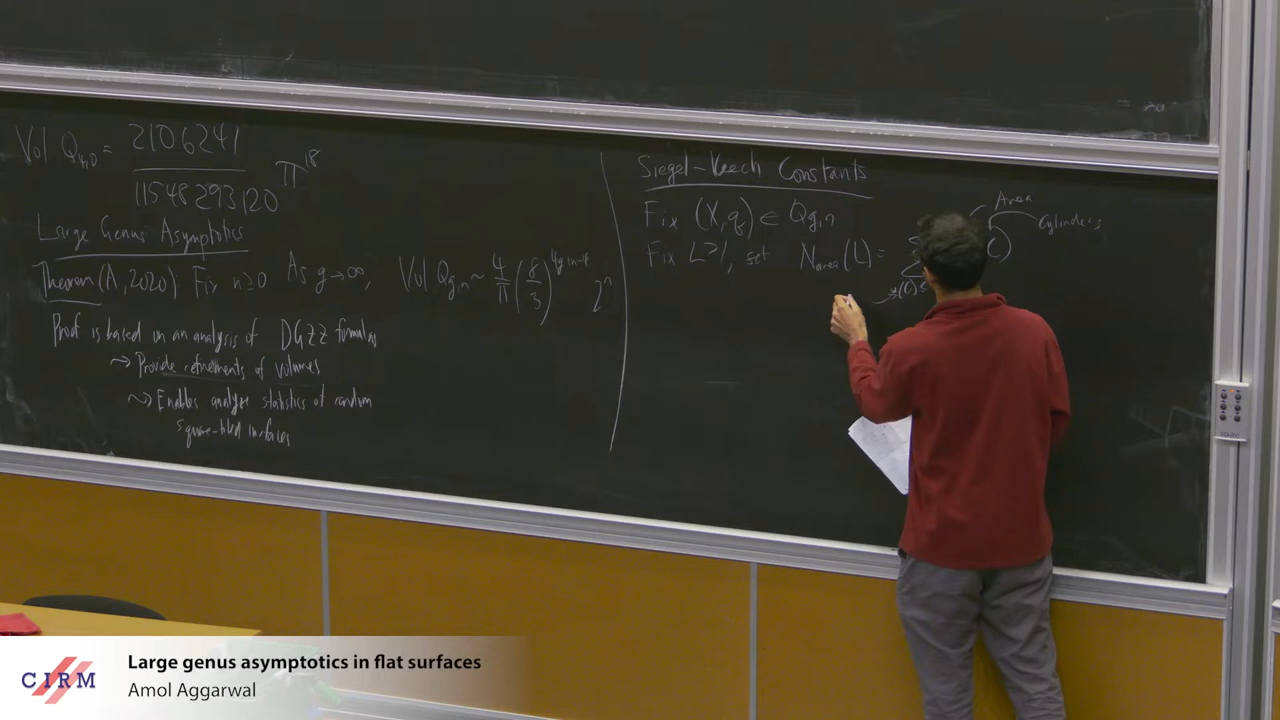 Vol Q₄,₀ = 2106241 / 11548293120 π¹⁸
Large Genus Asymptotics
Theorem (A, 2020) Fix n≥0 As g→∞, Vol Qg,n ~ 4/π (8/3)^4g+n-4 2ⁿ
Proof is based on an analysis of DGZZ formulas
⇝ Provide refinements of volumes
⇝ Enables analyze statistics of random
square-tiled surfaces
Siegel-Veech Constants
Fix (X,q) ∈ Qg,n
Area
Cylinders
Fix L>1, set Narea(L) = Σ
CIRM
Large genus asymptotics in flat surfaces
Amol Aggarwal